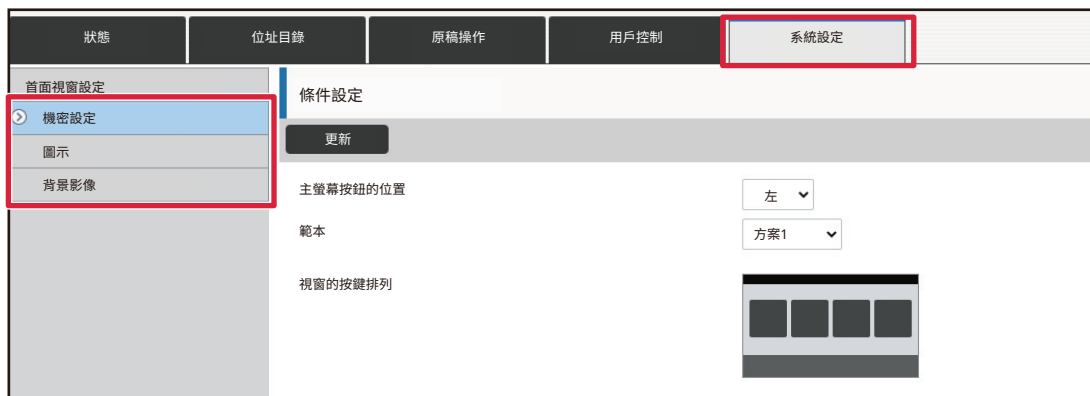 狀態 位址目錄 原稿操作 用戶控制 系統設定
首面視窗設定
機密設定
圖示
背景影像
條件設定
更新
主螢幕按鈕的位置 左
範本 方案1
視窗的按鍵排列